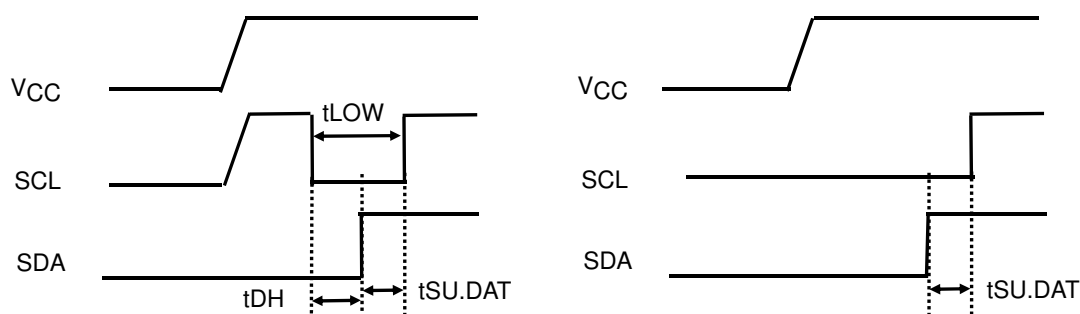 VCC
tLOW
SCL
SDA
tDH
tSU.DAT
VCC
SCL
SDA
tSU.DAT